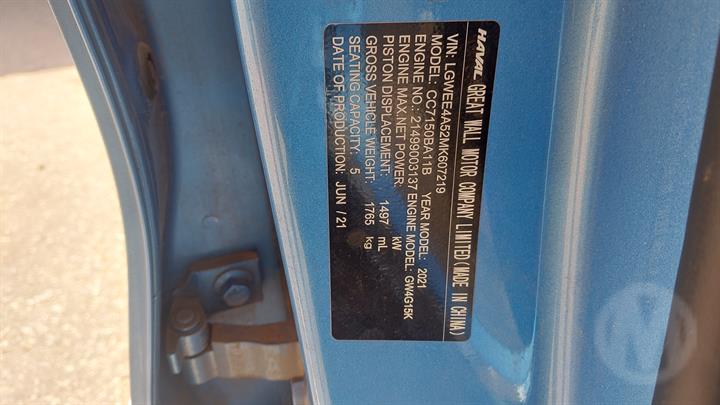 HAVAL GREAT WALL MOTOR COMPANY LIMITED(MADE IN CHINA)
VIN: LGWEE4A52MK607219
MODEL: CC7150BA11B YEAR MODEL: 2021
ENGINE NO.: 21499003137 ENGINE MODEL: GW4G15K
ENGINE MAX.NET POWER: kW
PISTON DISPLACEMENT: 1497 mL
GROSS VEHICLE WEIGHT: 1765 kg
SEATING CAPACITY: 5
DATE OF PROD.: JUN /21